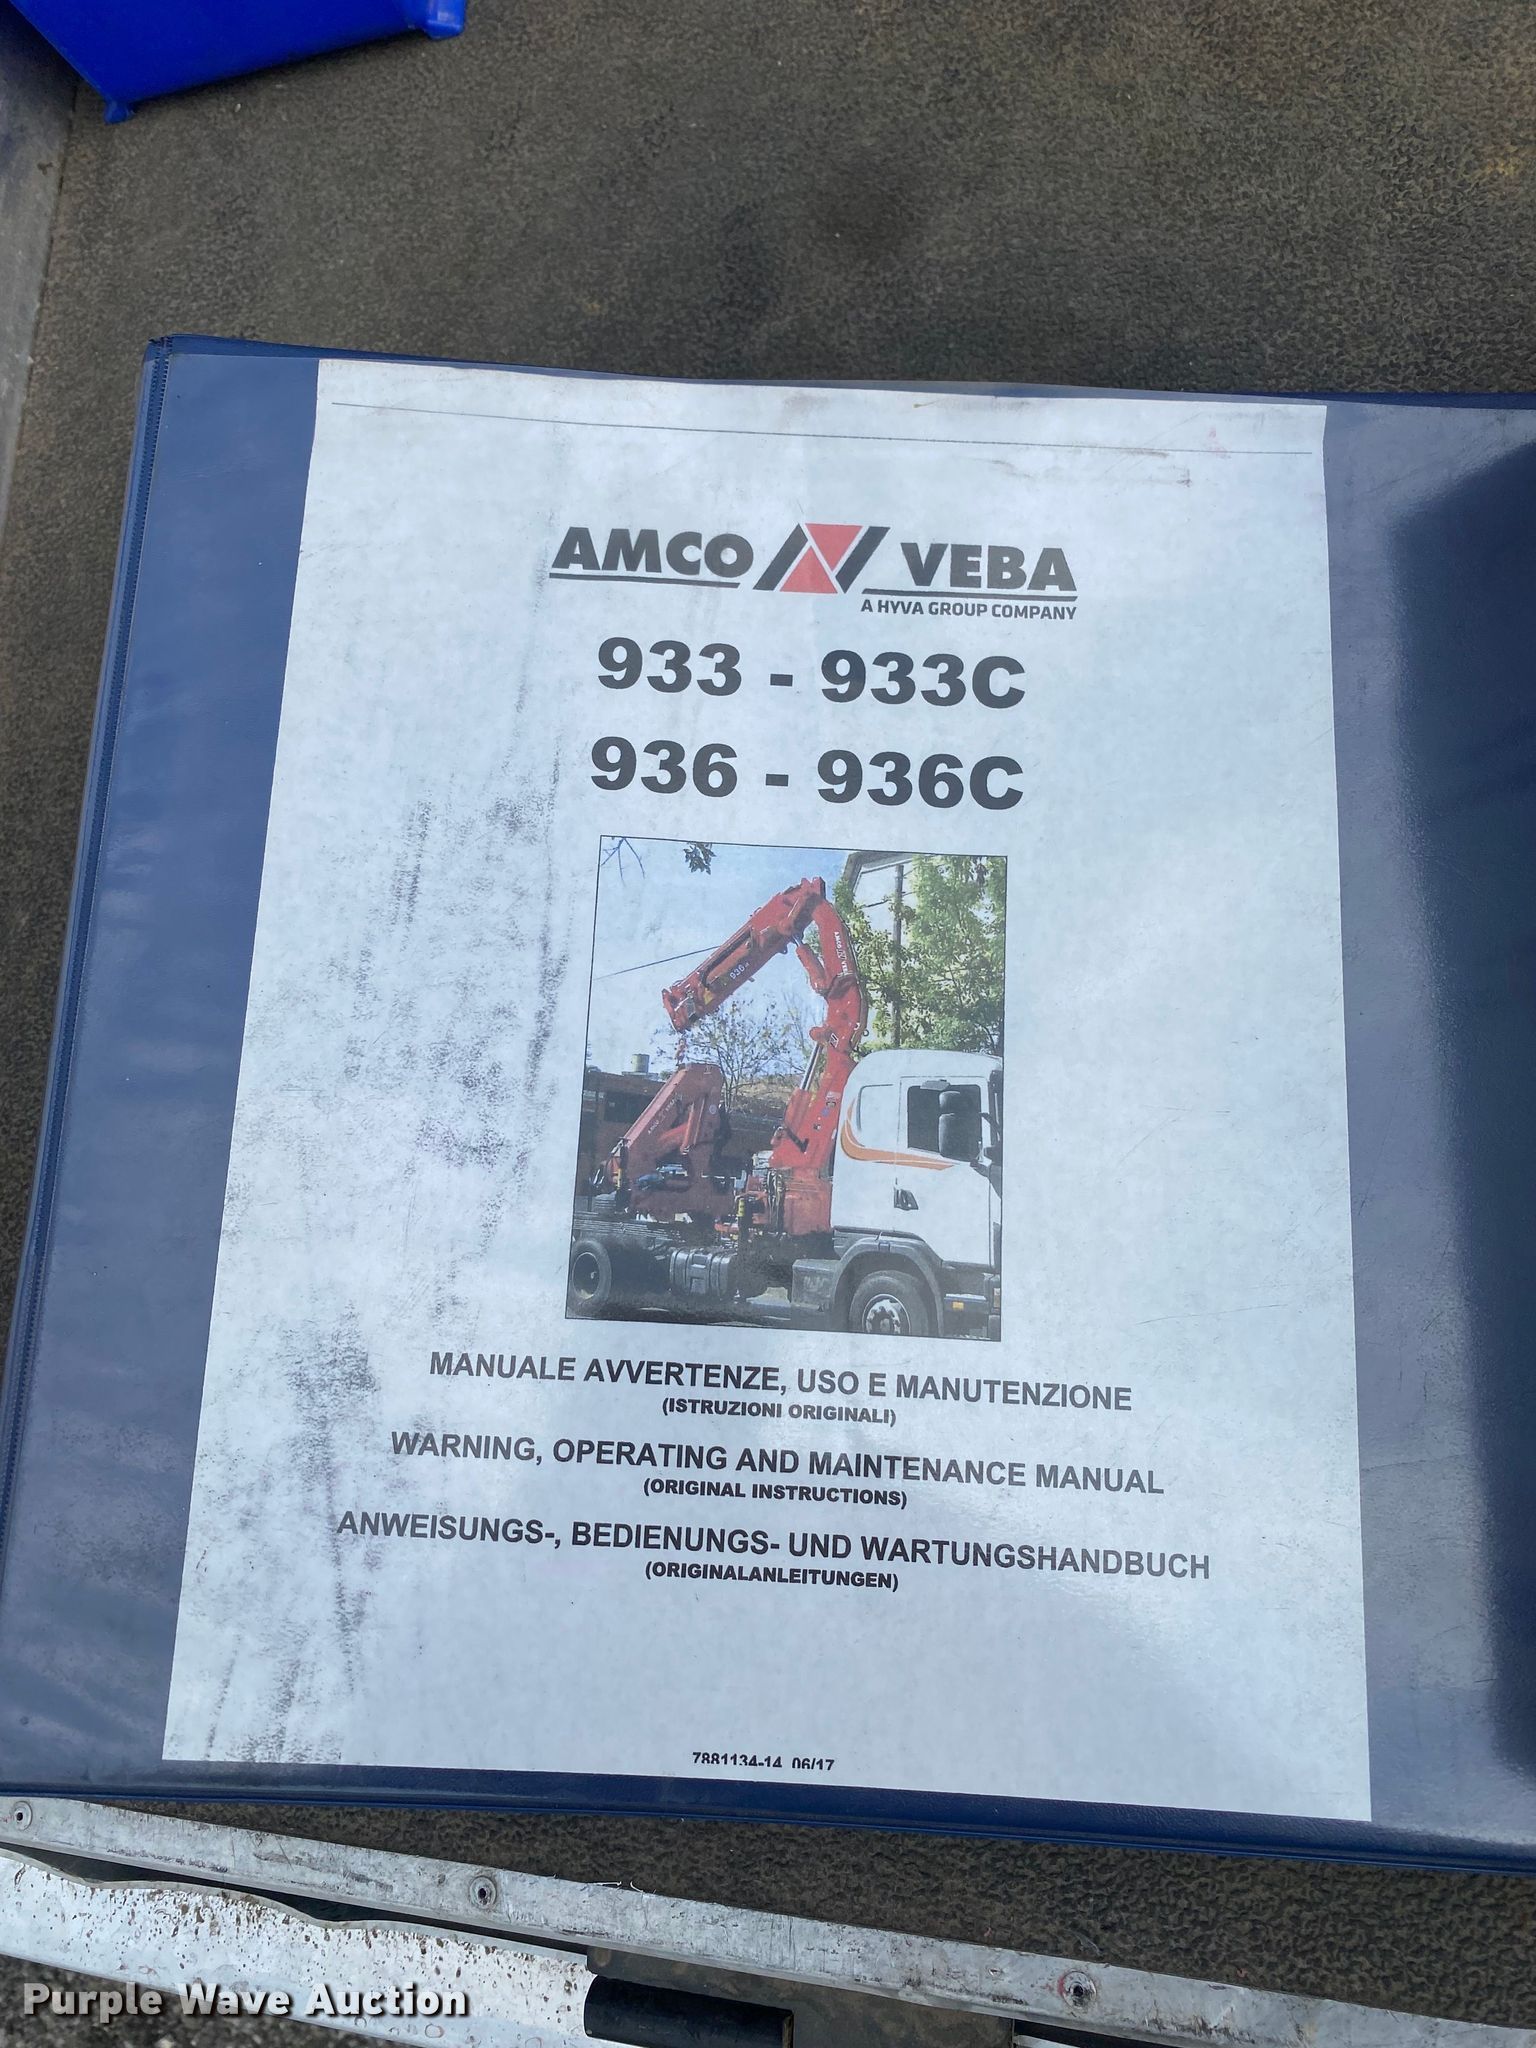 AMCO VEBA
A HYVA GROUP COMPANY
933 - 933C
936 - 936C
936
MANUALE AVVERTENZE, USO E MANUTENZIONE
(ISTRUZIONI ORIGINALI)
WARNING, OPERATING AND MAINTENANCE MANUAL
(ORIGINAL INSTRUCTIONS)
ANWEISUNGS-, BEDIENUNGS- UND WARTUNGSHANDBUCH
(ORIGINALANLEITUNGEN)
7881134-14 06/17
Purple Wave Auction